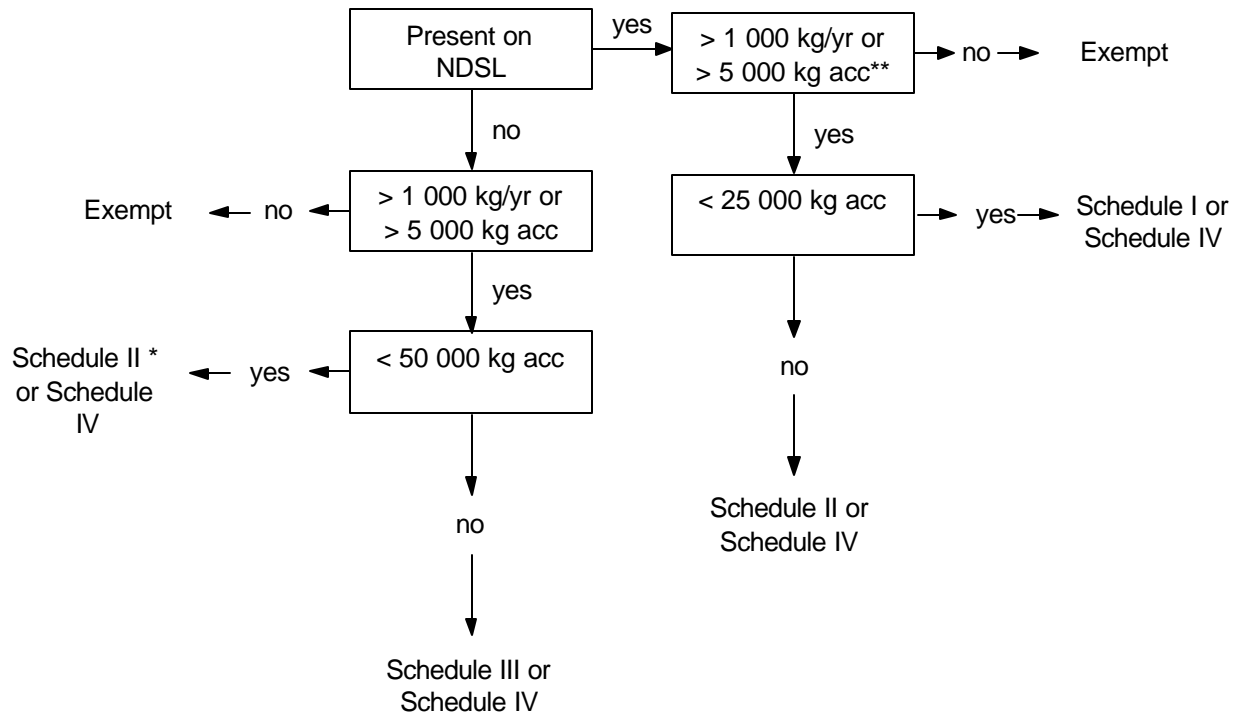 Present on
NDSL
yes
> 1 000 kg/yr or
> 5 000 kg acc**
no
Exempt
no
yes
Exempt
no
> 1 000 kg/yr or
> 5 000 kg acc
< 25 000 kg acc
yes
Schedule I or
Schedule IV
yes
Schedule II *
or Schedule
IV
yes
< 50 000 kg acc
no
no
Schedule II or
Schedule IV
Schedule III or
Schedule IV